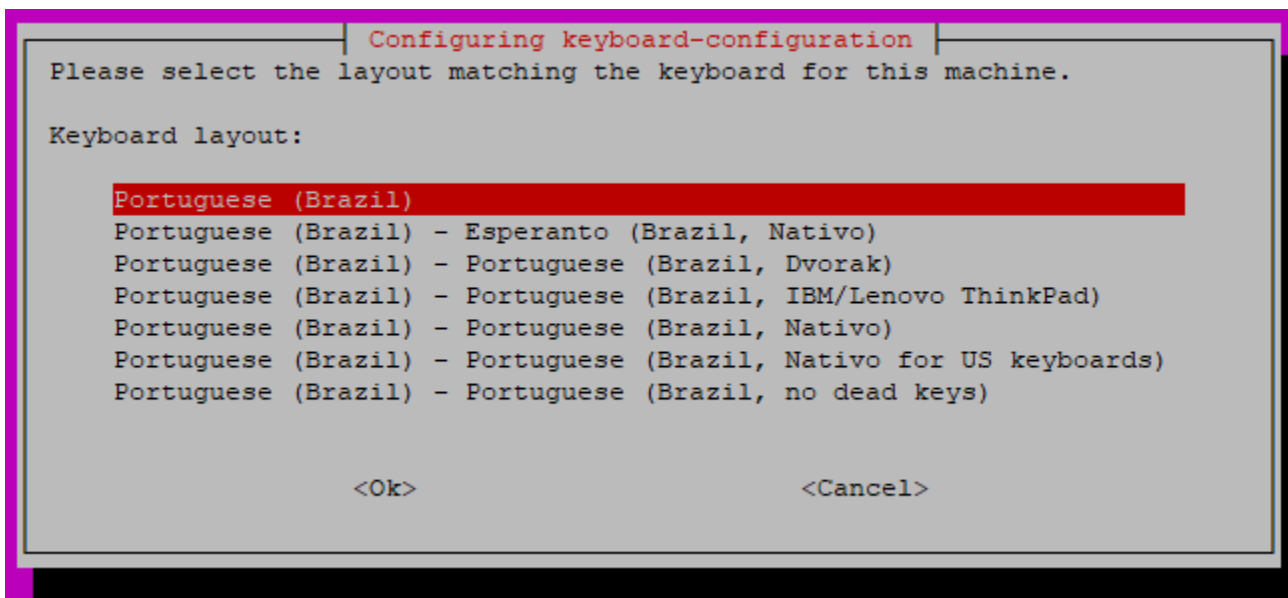 Configuring keyboard-configuration
Please select the layout matching the keyboard for this machine.
Keyboard layout:
Portuguese (Brazil)
Portuguese (Brazil) - Esperanto (Brazil, Nativo)
Portuguese (Brazil) - Portuguese (Brazil, Dvorak)
Portuguese (Brazil) - Portuguese (Brazil, IBM/Lenovo ThinkPad)
Portuguese (Brazil) - Portuguese (Brazil, Nativo)
Portuguese (Brazil) - Portuguese (Brazil, Nativo for US keyboards)
Portuguese (Brazil) - Portuguese (Brazil, no dead keys)
<Ok> <Cancel>